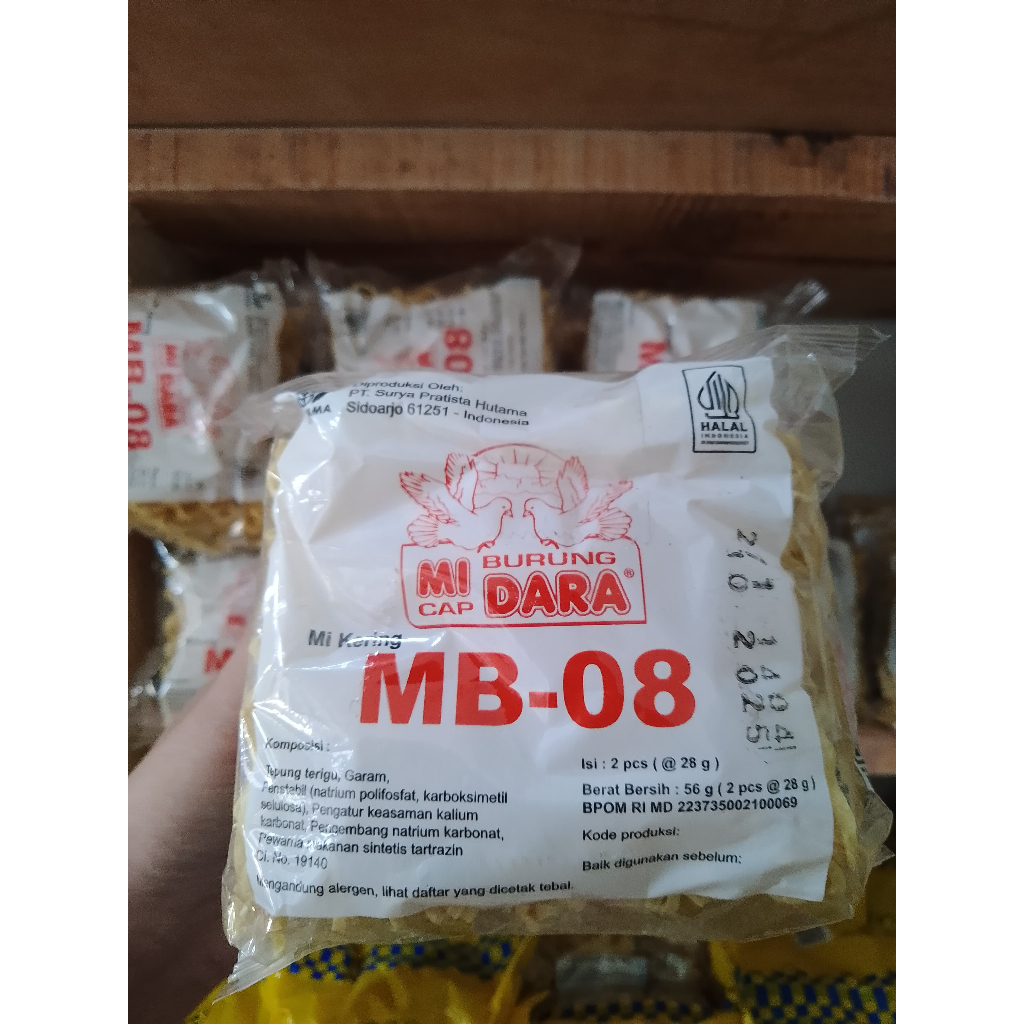 Diproduksi Oleh:
PT. Surya Pratista Hutama
Sidoarjo 61251 - Indonesia
HALAL
INDONESIA
MI CAP BURUNG DARA®
Mi Kering
MB-08
Komposisi :
Tepung terigu, Garam,
Penstabil (natrium polifosfat, karboksimetil
selulosa), Pengatur keasaman kalium
karbonat, Pengembang natrium karbonat,
Pewarna makanan sintetis tartrazin
CI. No. 19140
Mengandung alergen, lihat daftar yang dicetak tebal.
Isi : 2 pcs ( @ 28 g )
Berat Bersih : 56 g ( 2 pcs @ 28 g )
BPOM RI MD 223735002100069
Kode produksi:
Baik digunakan sebelum:
MB-08